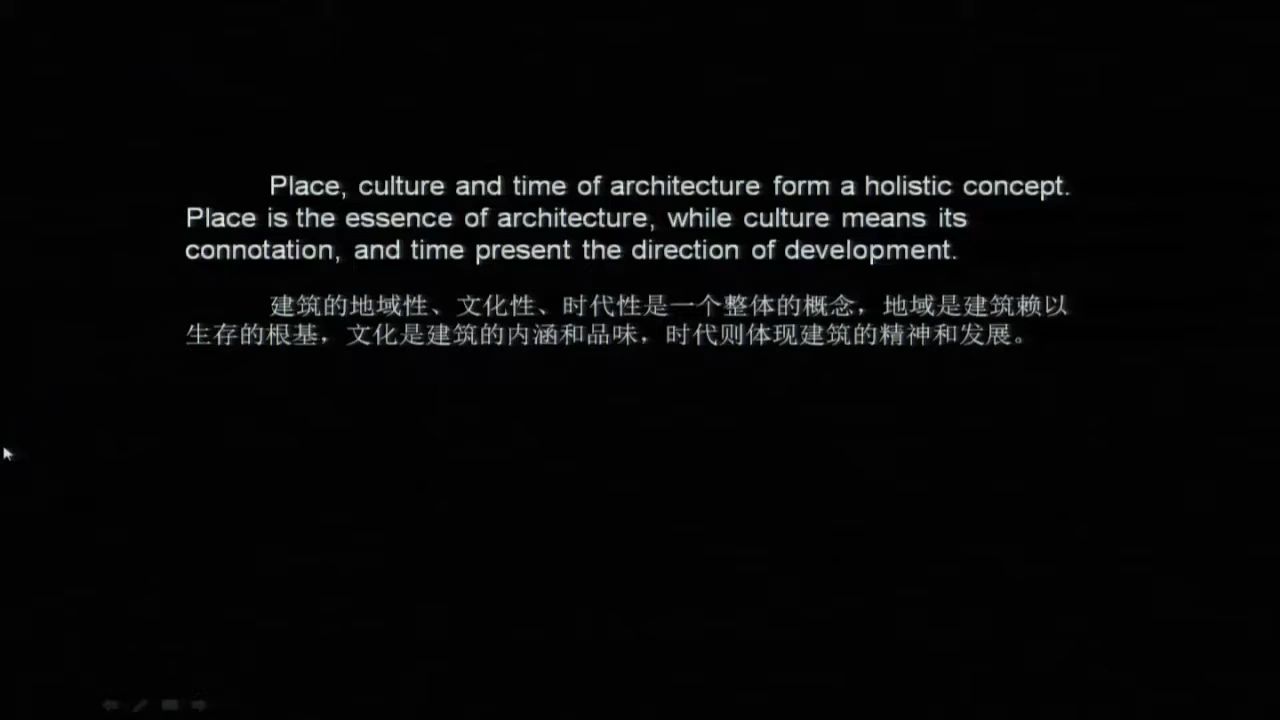 Place, culture and time of architecture form a holistic concept.
Place is the essence of architecture, while culture means its
connotation, and time present the direction of development.
建筑的地域性、文化性、时代性是一个整体的概念，地域是建筑赖以
生存的根基，文化是建筑的内涵和品味，时代则体现建筑的精神和发展。